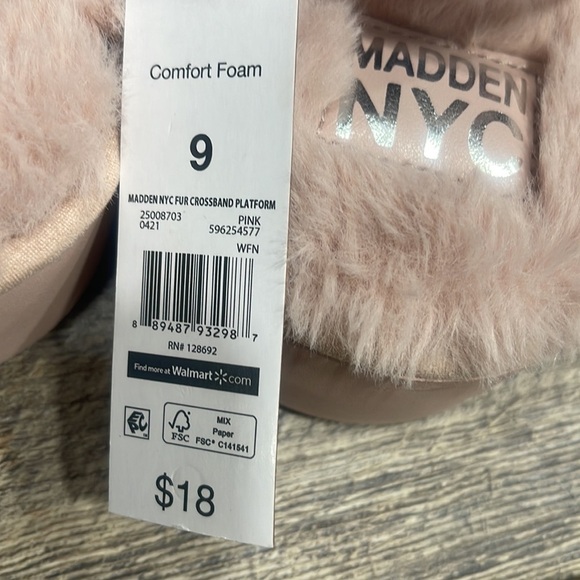 Comfort Foam
9
MADDEN NYC FUR CROSSBAND PLATFORM
25008703 PINK
0421 596254577
WFN
8 89487 93298 7
RN# 128692
Find more at Walmart.com
FSC
MIX
Paper
FSC® C141541
$18
MADDEN
NYC